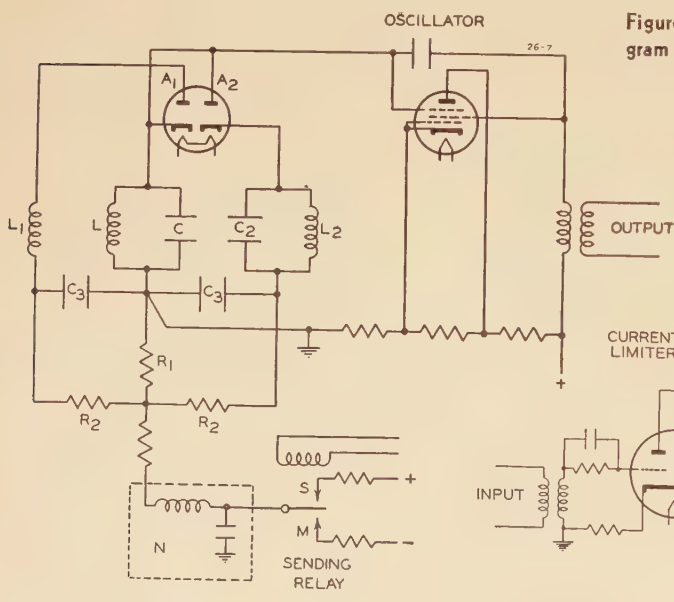 OSCILLATOR
26-7
Figure
gram
A1 A2
L1
L
C
C2
L2
C3
C3
OUTPUT
R1
R2
R2
+
CURRENT
LIMITER
S
+
INPUT
M
-
N
SENDING
RELAY